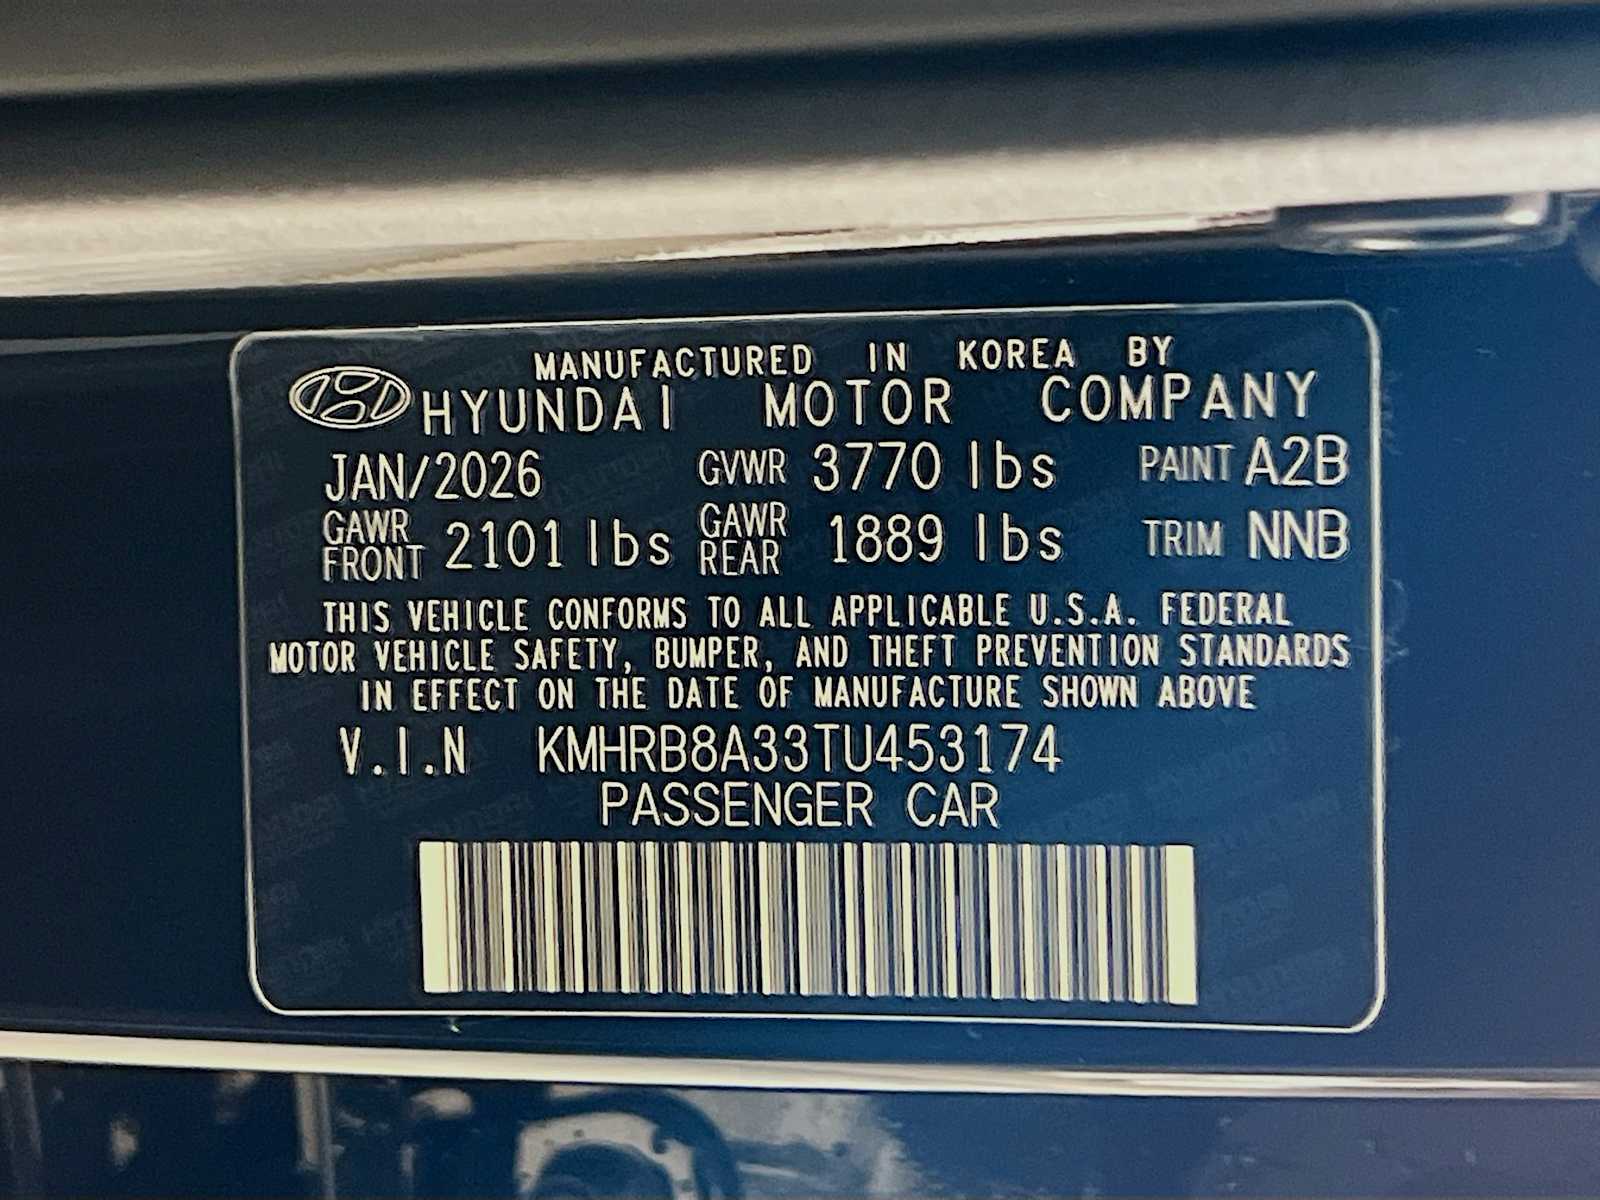 MANUFACTURED IN KOREA BY
HYUNDAI MOTOR COMPANY
JAN/2026 GVWR 3770 lbs PAINT A2B
GAWR FRONT 2101 lbs GAWR REAR 1889 lbs TRIM NNB
THIS VEHICLE CONFORMS TO ALL APPLICABLE U.S.A. FEDERAL
MOTOR VEHICLE SAFETY, BUMPER, AND THEFT PREVENTION STANDARDS
IN EFFECT ON THE DATE OF MANUFACTURE SHOWN ABOVE
V.I.N KMHRB8A33TU453174
PASSENGER CAR